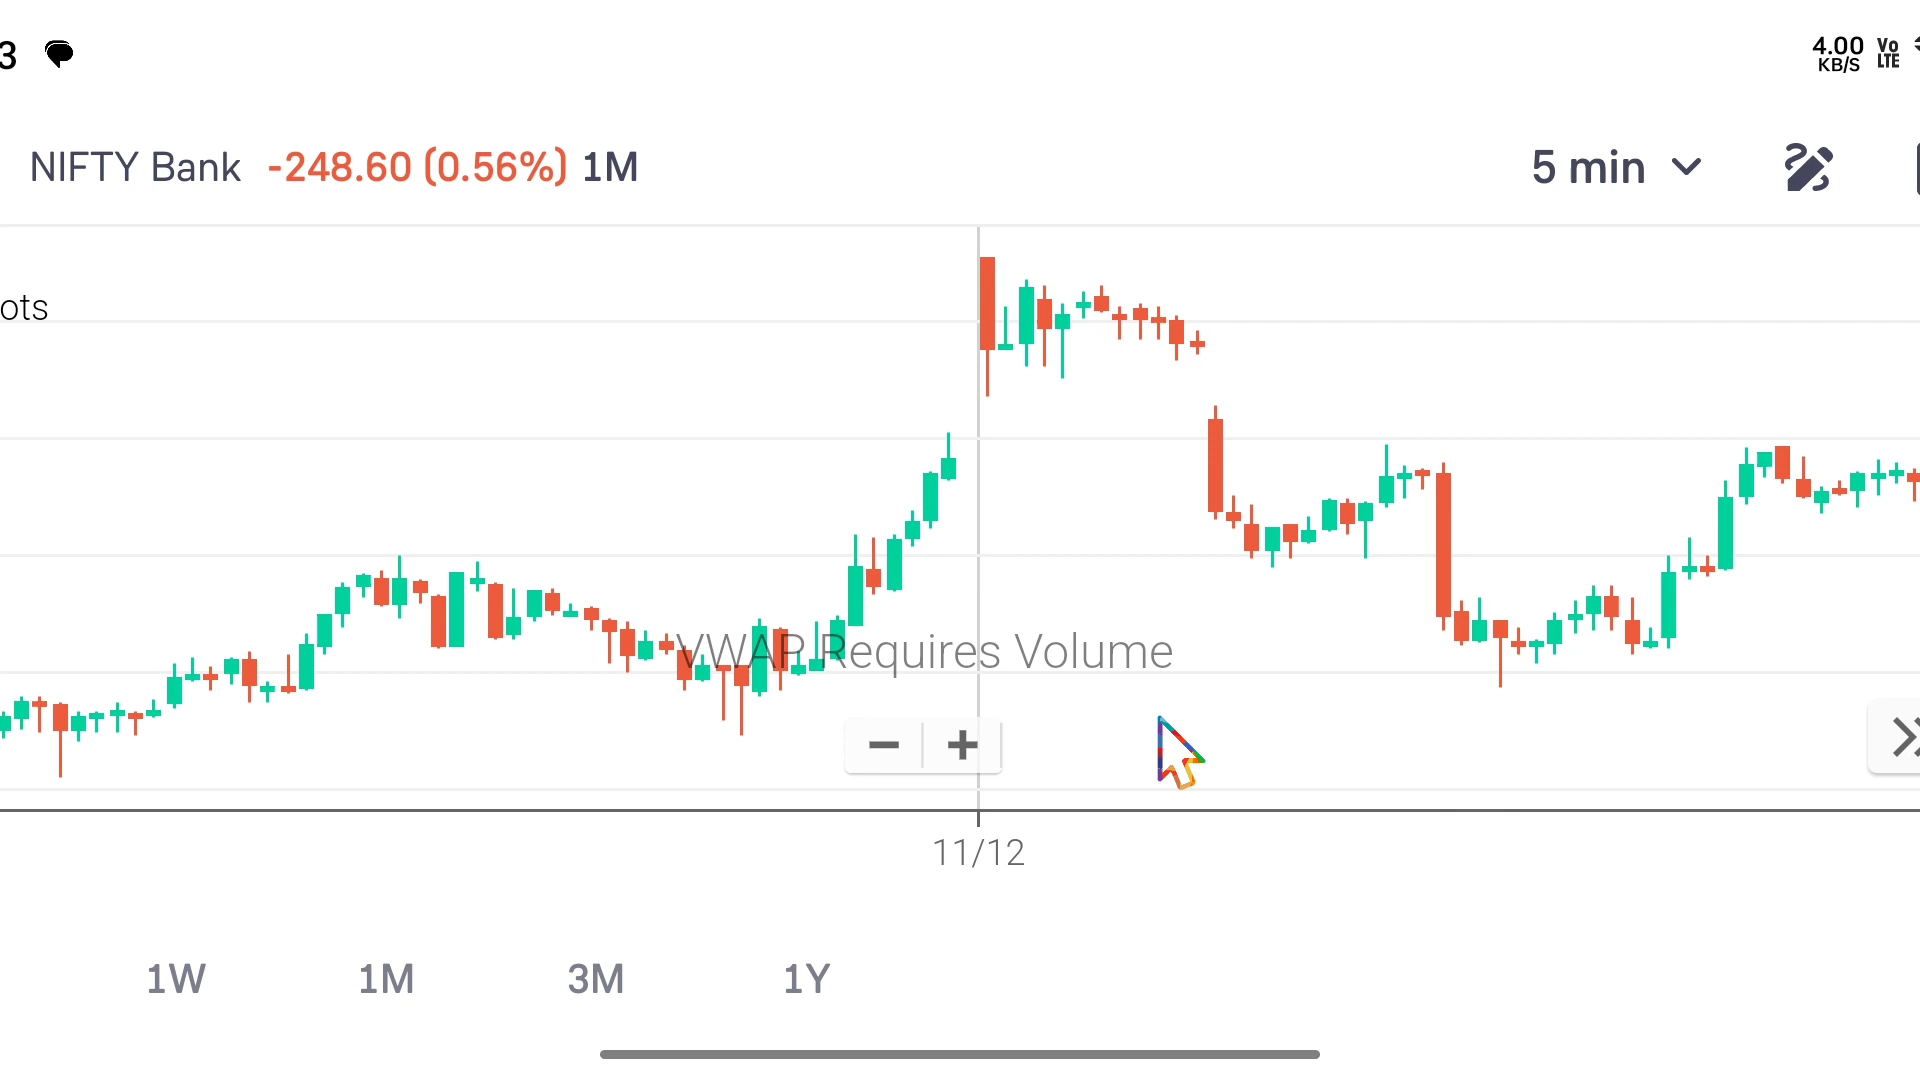 3
4.00
KB/S
Vo
LTE
NIFTY Bank -248.60 (0.56%) 1M
5 min
ots
VWAP Requires Volume
11/12
1W 1M 3M 1Y